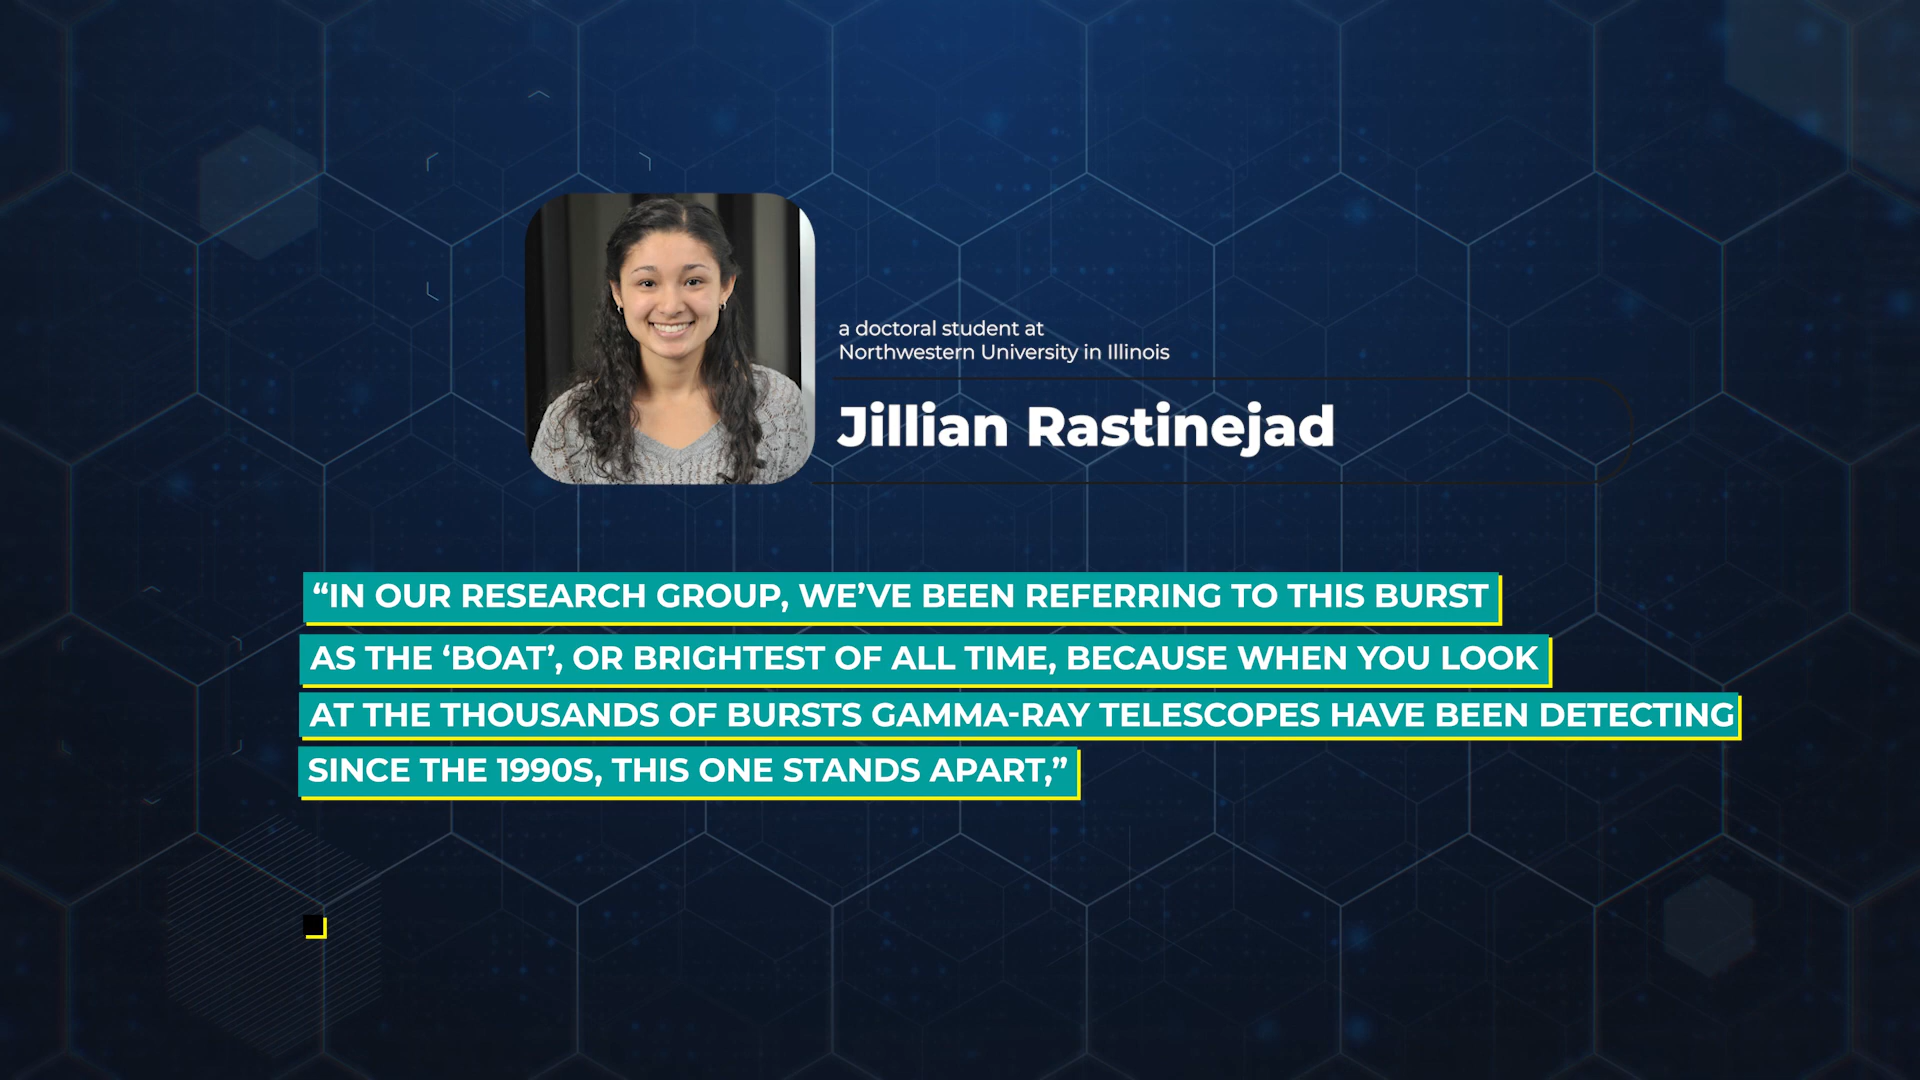 a doctoral student at
Northwestern University in Illinois
Jillian Rastinejad
“IN OUR RESEARCH GROUP, WE’VE BEEN REFERRING TO THIS BURST
AS THE ‘BOAT’, OR BRIGHTEST OF ALL TIME, BECAUSE WHEN YOU LOOK
AT THE THOUSANDS OF BURSTS GAMMA-RAY TELESCOPES HAVE BEEN DETECTING
SINCE THE 1990S, THIS ONE STANDS APART,”